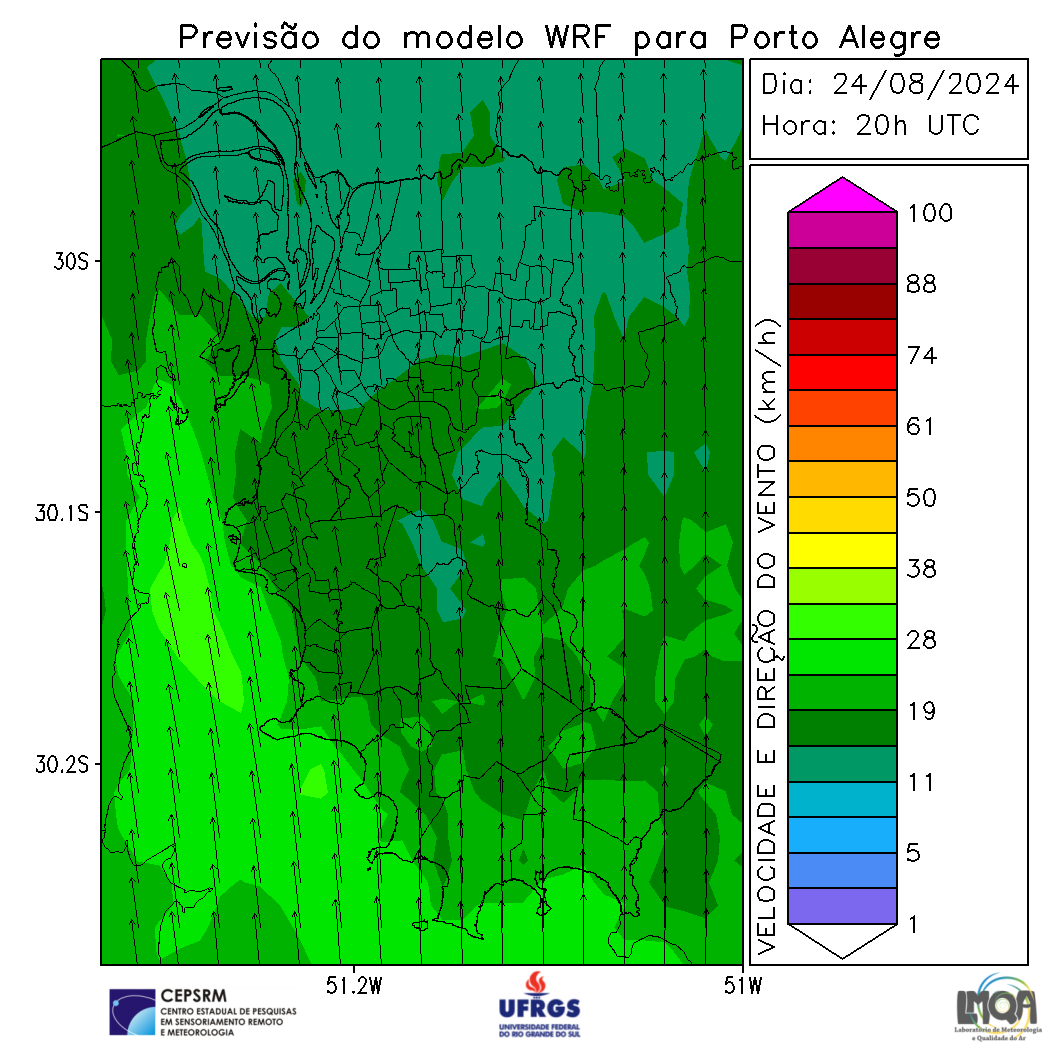 Previsão do modelo WRF para Porto Alegre
Dia: 24/08/2024
Hora: 20h UTC
30S
30.1S
30.2S
51.2W
51W
VELOCIDADE E DIREÇÃO DO VENTO (km/h)
100
88
74
61
50
38
28
19
11
5
1
CEPSRM
CENTRO ESTADUAL DE PESQUISAS
EM SENSORIAMENTO REMOTO
E METEOROLOGIA
UFRGS
UNIVERSIDADE FEDERAL
DO RIO GRANDE DO SUL
LMQA
Laboratório de Meteorologia
e Qualidade do Ar